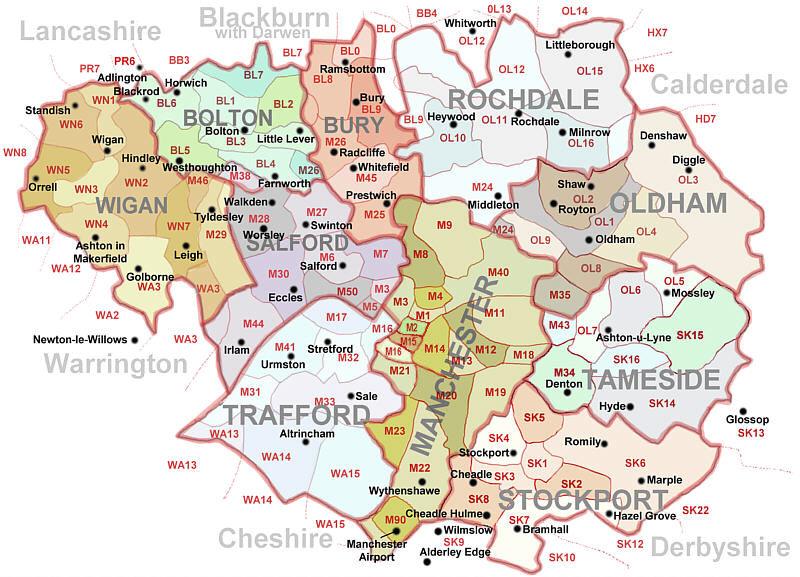 Lancashire
Blackburn
with Darwen
BB4
Whitworth
OL13
OL14
HX7
HX6
Calderdale
PR7
PR6
Adlington
BB3
BL7
BL0
OL12
Littleborough
BL7
BL0
Ramsbottom
BL8
OL12
OL15
Horwich
Blackrod
BL6
WN1
Standish
WN6
BL1
BL2
BOLTON
Bolton
BL3
Little Lever
Bury
BL9
BURY
BL9
ROCHDALE
Heywood
OL10
OL11
Rochdale
Milnrow
OL16
HD7
Denshaw
Diggle
OL3
Wigan
Hindley
WN8
WN5
Orrell
WN3
WN2
BL5
Westhoughton
M46
M38
BL4
Farnworth
M26
M26
Radcliffe
Whitefield
M45
Prestwich
M25
M24
Middleton
M24
Shaw
OL2
Royton
OL1
Oldham
OL9
OL4
OL8
M35
OLDHAM
WIGAN
WN4
Ashton in
Makerfield
WA11
WA12
Golborne
WA3
WN7
Leigh
Tyldesley
M29
WA3
WA2
WA3
Newton-le-Willows
Warrington
Walkden
M28
Worsley
M27
Swinton
SALFORD
M6
Salford
M7
M30
Eccles
M50
M3
M5
M44
Irlam
M9
M8
M40
M4
M3
M1
M2
M11
M15
M16
M16
M14
M13
M12
M18
M21
M20
M19
MANCHESTER
M23
M22
Wythenshawe
M90
Manchester
Airport
M17
M41
Urmston
Stretford
M32
M31
M33
Sale
TRAFFORD
Altrincham
WA13
WA14
WA15
WA13
WA14
WA15
Cheshire
OL6
OL5
Mossley
M43
OL7
Ashton-u-Lyne
SK15
SK16
M34
Denton
TAMESIDE
Hyde
SK14
Glossop
SK13
SK5
SK4
Stockport
Romily
SK1
SK6
Marple
Cheadle
SK3
SK2
SK8
STOCKPORT
Cheadle Hulme
SK7
Bramhall
Hazel Grove
SK22
SK12
SK10
Wilmslow
SK9
Alderley Edge
Derbyshire